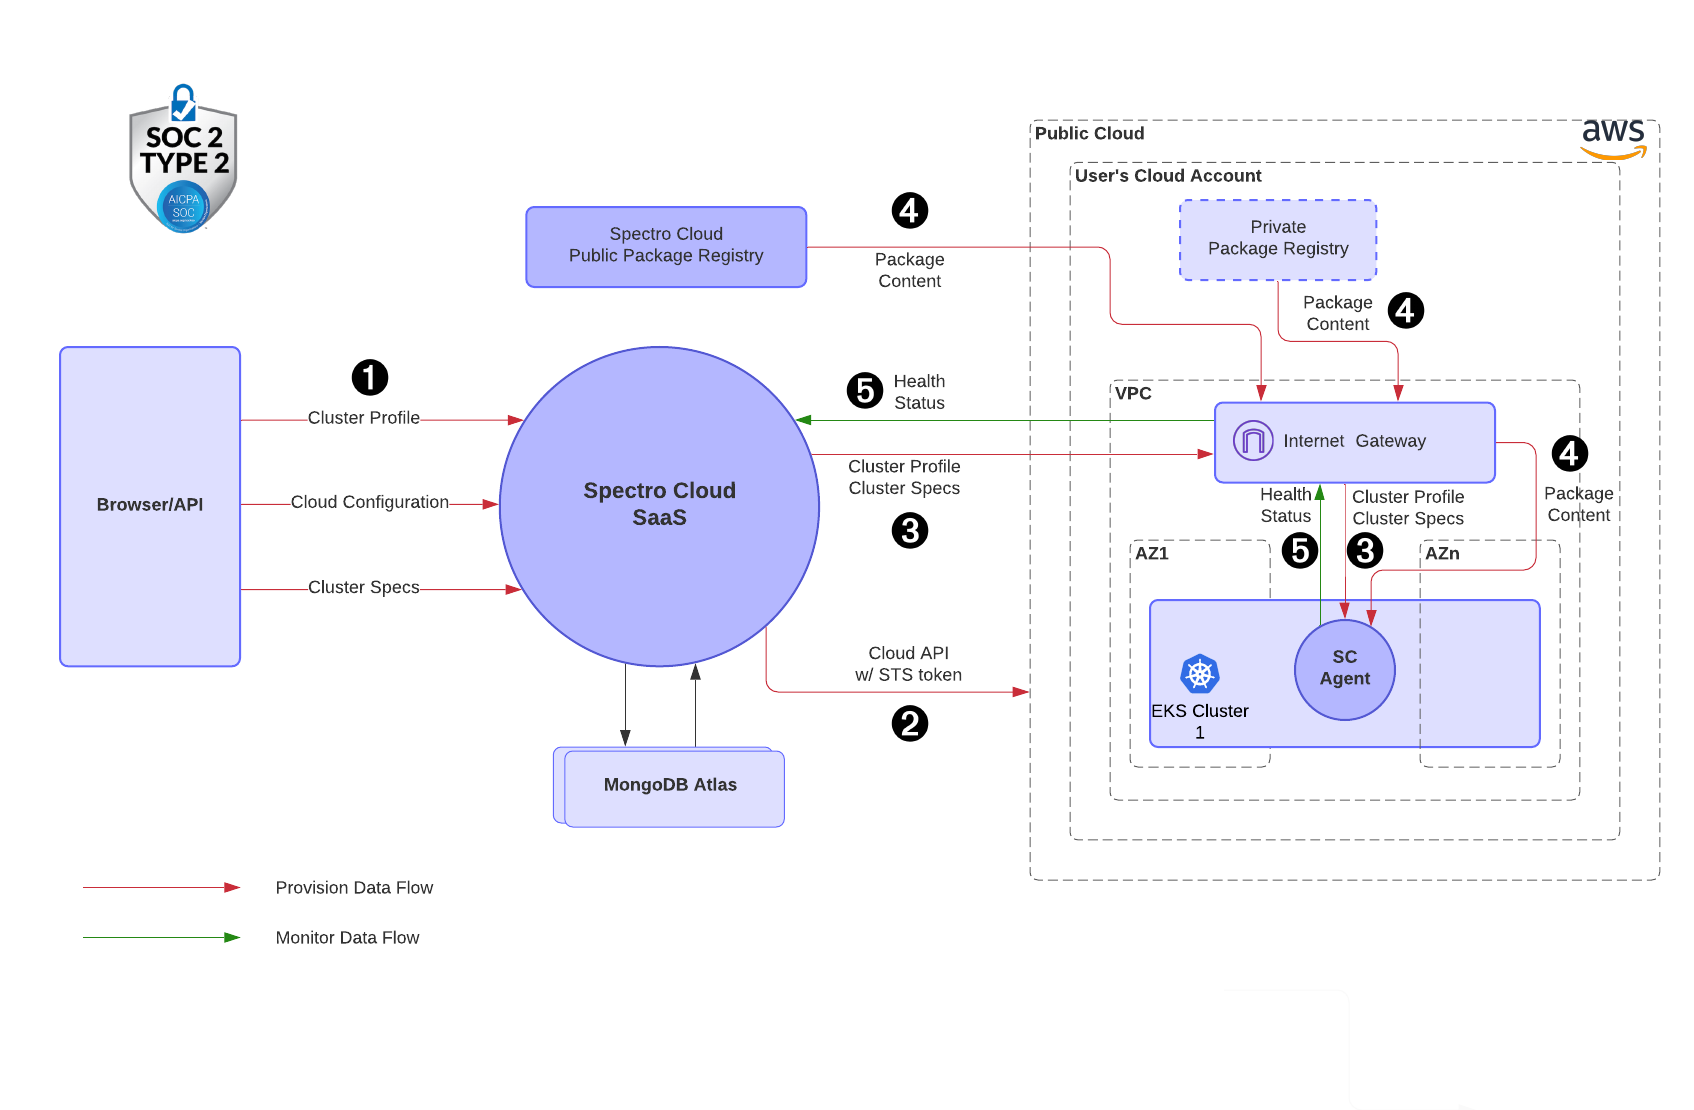 SOC 2
TYPE 2
AICPA
SOC
Public Cloud
aws
User's Cloud Account
4
Spectro Cloud
Public Package Registry
Package
Content
Private
Package Registry
Package
Content
4
1
Cluster Profile
Cloud Configuration
Cluster Specs
Browser/API
Spectro Cloud
SaaS
5
Health
Status
Cluster Profile
Cluster Specs
3
VPC
Internet Gateway
4
Package
Content
Health
Status
Cluster Profile
Cluster Specs
5
3
AZ1
AZn
SC
Agent
EKS Cluster
1
Cloud API
w/ STS token
2
MongoDB Atlas
Provision Data Flow
Monitor Data Flow